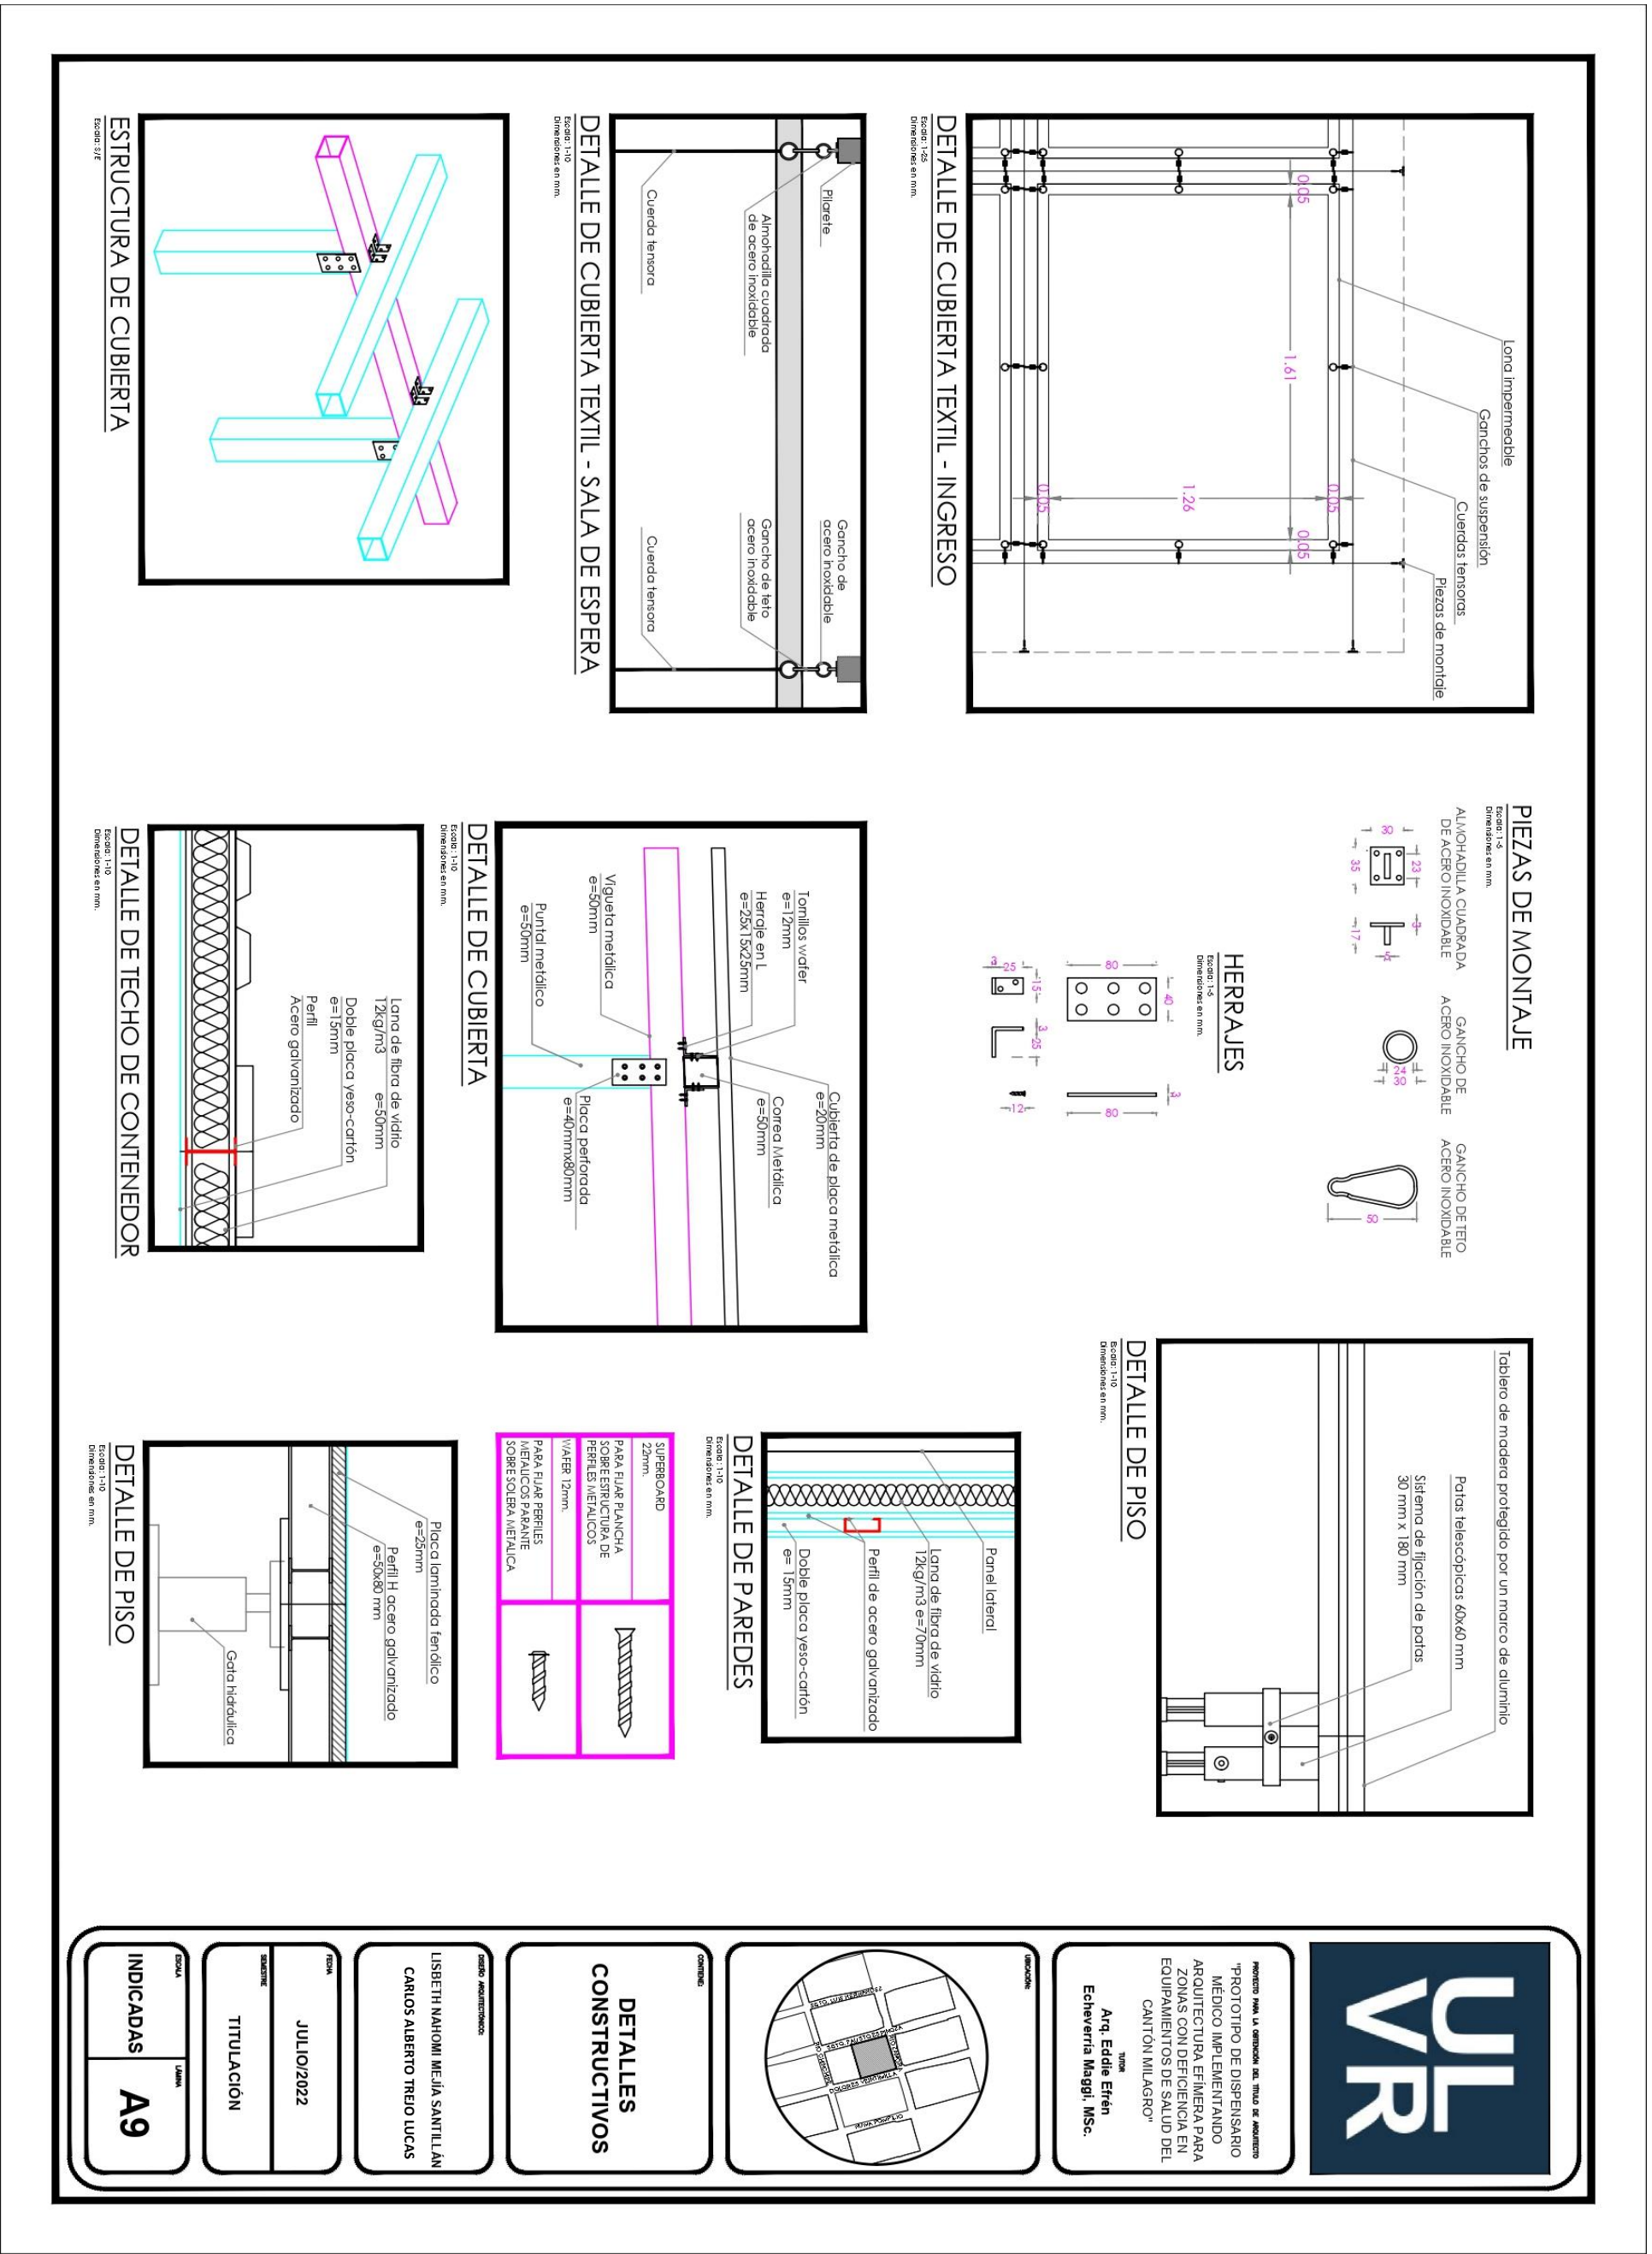 Lona impermeable
Ganchos de suspensión
Cuerdas tensoras
Piezas de montaje
0.05
1.61
0.05
0.05
1.26
0.05
DETALLE DE CUBIERTA TEXTIL - INGRESO
Escala: 1-25
Dimensiones en mm.
Pilarete
Almohadilla cuadrada
de acero inoxidable
Cuerda tensora
Gancho de
acero inoxidable
Gancho de teto
acero inoxidable
Cuerda tensora
DETALLE DE CUBIERTA TEXTIL - SALA DE ESPERA
Escala: 1-10
Dimensiones en mm.
ESTRUCTURA DE CUBIERTA
Escala: S/E
PIEZAS DE MONTAJE
Escala: 1-5
Dimensiones en mm.
ALMOHADILLA CUADRADA
DE ACERO INOXIDABLE
GANCHO DE
ACERO INOXIDABLE
GANCHO DE TETO
ACERO INOXIDABLE
30
23
35
3
17
5
24
30
50
HERRAJES
Escala: 1-5
Dimensiones en mm.
80
40
3
80
3
25
15
3
25
12
Tornillos wafer
e=12mm
Herraje en L
e=25x15x25mm
Vigueta metálica
e=50mm
Puntal metálico
e=50mm
Cubierta de placa metálica
e=20mm
Correa Metálica
e=50mm
Placa perforada
e=40mmx80mm
DETALLE DE CUBIERTA
Escala: 1-10
Dimensiones en mm.
Lana de fibra de vidrio
12kg/m3 e=50mm
Doble placa yeso-cartón
e=15mm
Perfil
Acero galvanizado
DETALLE DE TECHO DE CONTENEDOR
Escala: 1-10
Dimensiones en mm.
Tablero de madera protegido por un marco de aluminio
Patas telescópicas 60x60 mm
Sistema de fijación de patas
30 mm x 180 mm
DETALLE DE PISO
Escala: 1-10
Dimensiones en mm.
Panel lateral
Lana de fibra de vidrio
12kg/m3 e=70mm
Perfil de acero galvanizado
Doble placa yeso-cartón
e= 15mm
DETALLE DE PAREDES
Escala: 1-10
Dimensiones en mm.
SUPERBOARD
22mm.
PARA FIJAR PLANCHA
SOBRE ESTRUCTURA DE
PERFILES METALICOS
WAFER 12mm.
PARA FIJAR PERFILES
METALICOS PARANTE
SOBRE SOLERA METALICA
Placa laminada fenólico
e=25mm
Perfil H acero galvanizado
e=50x80 mm
Gata hidráulica
DETALLE DE PISO
Escala: 1-10
Dimensiones en mm.
UL
VR
PROYECTO PARA LA OBTENCIÓN DEL TÍTULO DE ARQUITECTO
"PROTOTIPO DE DISPENSARIO
MÉDICO IMPLEMENTANDO
ARQUITECTURA EFÍMERA PARA
ZONAS CON DEFICIENCIA EN
EQUIPAMIENTOS DE SALUD DEL
CANTÓN MILAGRO"
TUTOR
Arq. Eddie Efrén
Echeverría Maggi, MSc.
UBICACIÓN:
CONTIENE:
DETALLES
CONSTRUCTIVOS
DISEÑO ARQUITECTÓNICO:
LISBETH NAHOMI MEJÍA SANTILLÁN
CARLOS ALBERTO TREJO LUCAS
FECHA
JULIO/2022
SEMESTRE
TITULACIÓN
ESCALA
INDICADAS
LÁMINA
A9